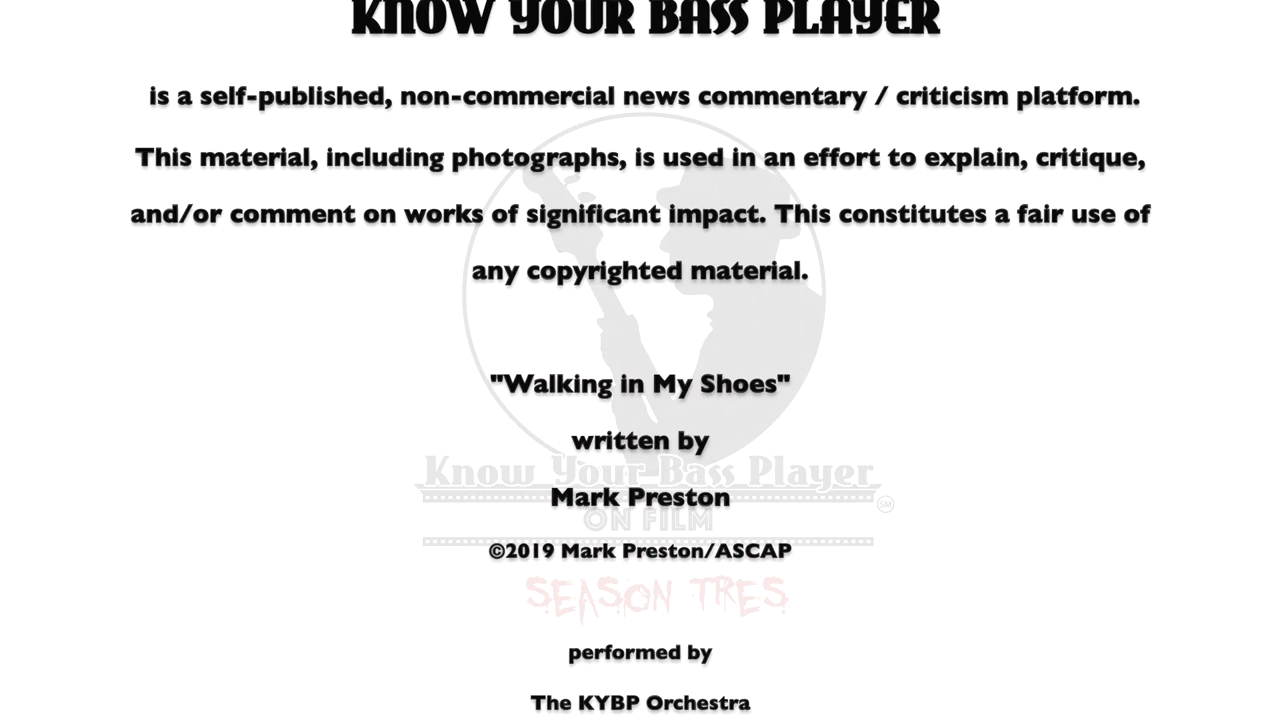 KNOW YOUR BASS PLAYER
is a self-published, non-commercial news commentary / criticism platform.
This material, including photographs, is used in an effort to explain, critique,
and/or comment on works of significant impact. This constitutes a fair use of
any copyrighted material.
"Walking in My Shoes"
written by
Know Your Bass Player
Mark Preston
SM
ON FILM
©2019 Mark Preston/ASCAP
SEASON TRES
performed by
The KYBP Orchestra